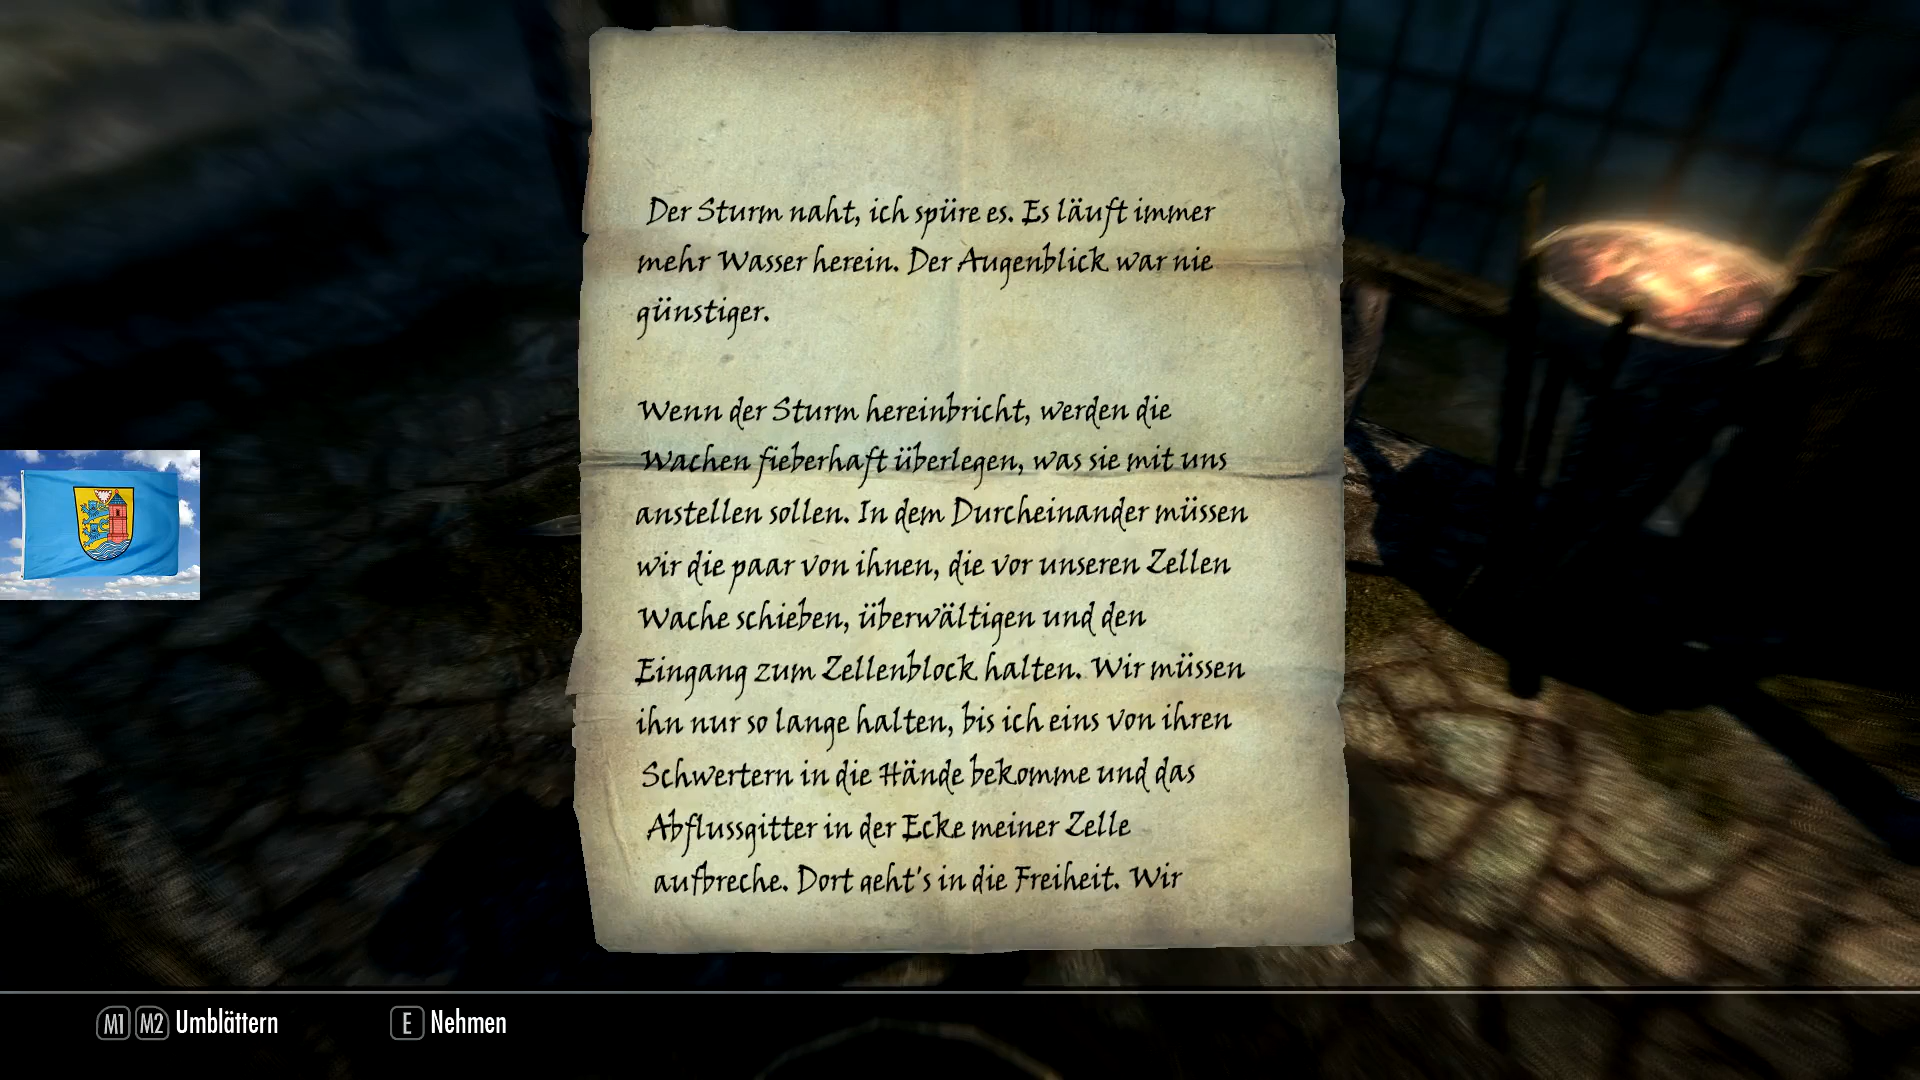 Der Sturm naht, ich spüre es. Es läuft immer
mehr Wasser herein. Der Augenblick war nie
günstiger.
Wenn der Sturm hereinbricht, werden die
Wachen fieberhaft überlegen, was sie mit uns
anstellen sollen. In dem Durcheinander müssen
wir die paar von ihnen, die vor unseren Zellen
Wache schieben, überwältigen und den
Eingang zum Zellenblock halten. Wir müssen
ihn nur so lange halten, bis ich eins von ihren
Schwertern in die Hände bekomme und das
Abflussgitter in der Ecke meiner Zelle
aufbreche. Dort geht's in die Freiheit. Wir
M1 M2 Umblättern
E Nehmen